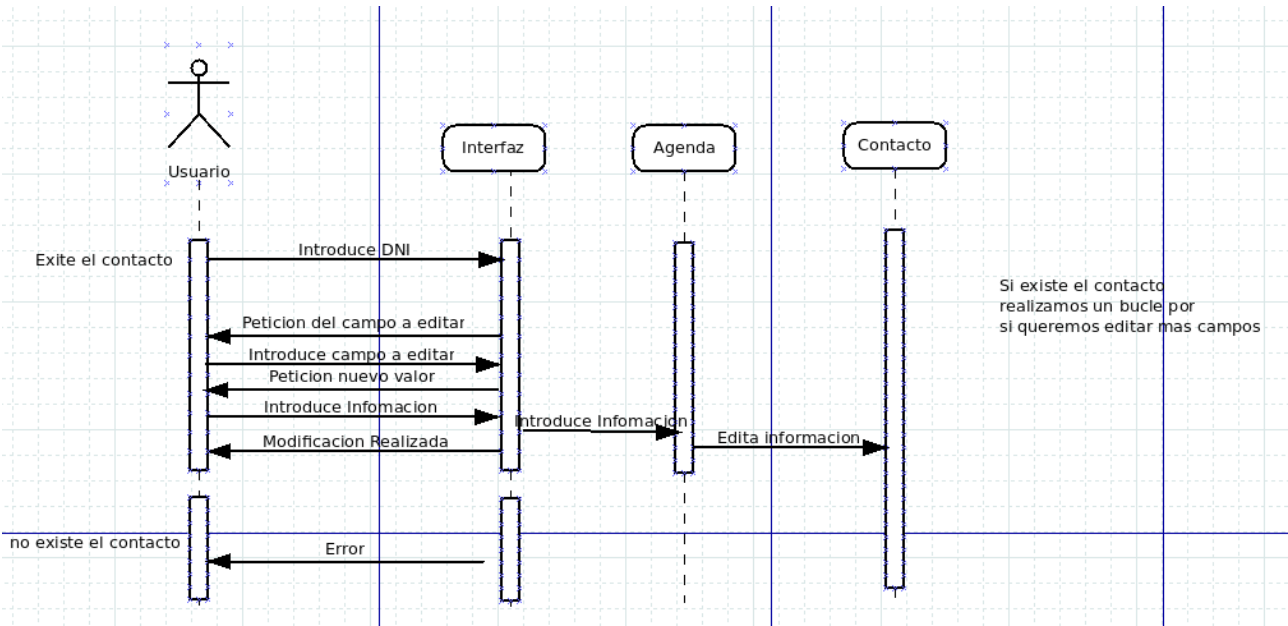 Usuario
Interfaz
Agenda
Contacto
Exite el contacto
Introduce DNI
Si existe el contacto
realizamos un bucle por
si queremos editar mas campos
Peticion del campo a editar
Introduce campo a editar
Peticion nuevo valor
Introduce Infomacion
Introduce Infomacion
Edita informacion
Modificacion Realizada
no existe el contacto
Error